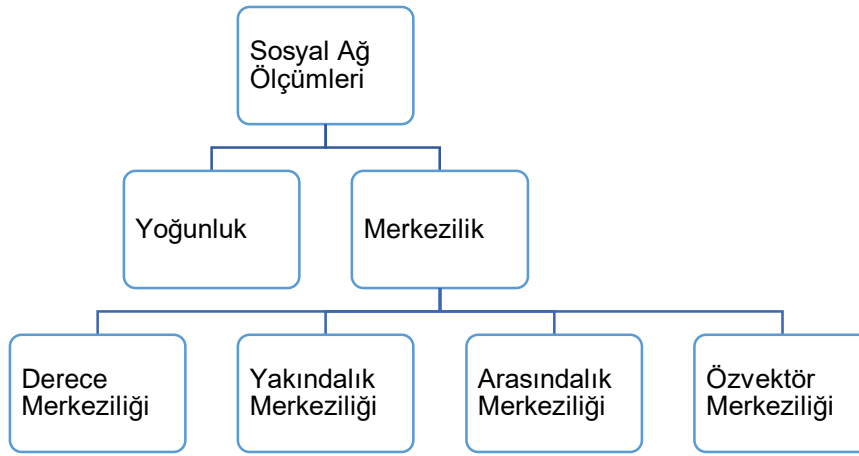 Sosyal Ağ
Ölçümleri
Yoğunluk
Merkezilik
Derece
Merkeziliği
Yakındalık
Merkeziliği
Arasındalık
Merkeziliği
Özvektör
Merkeziliği